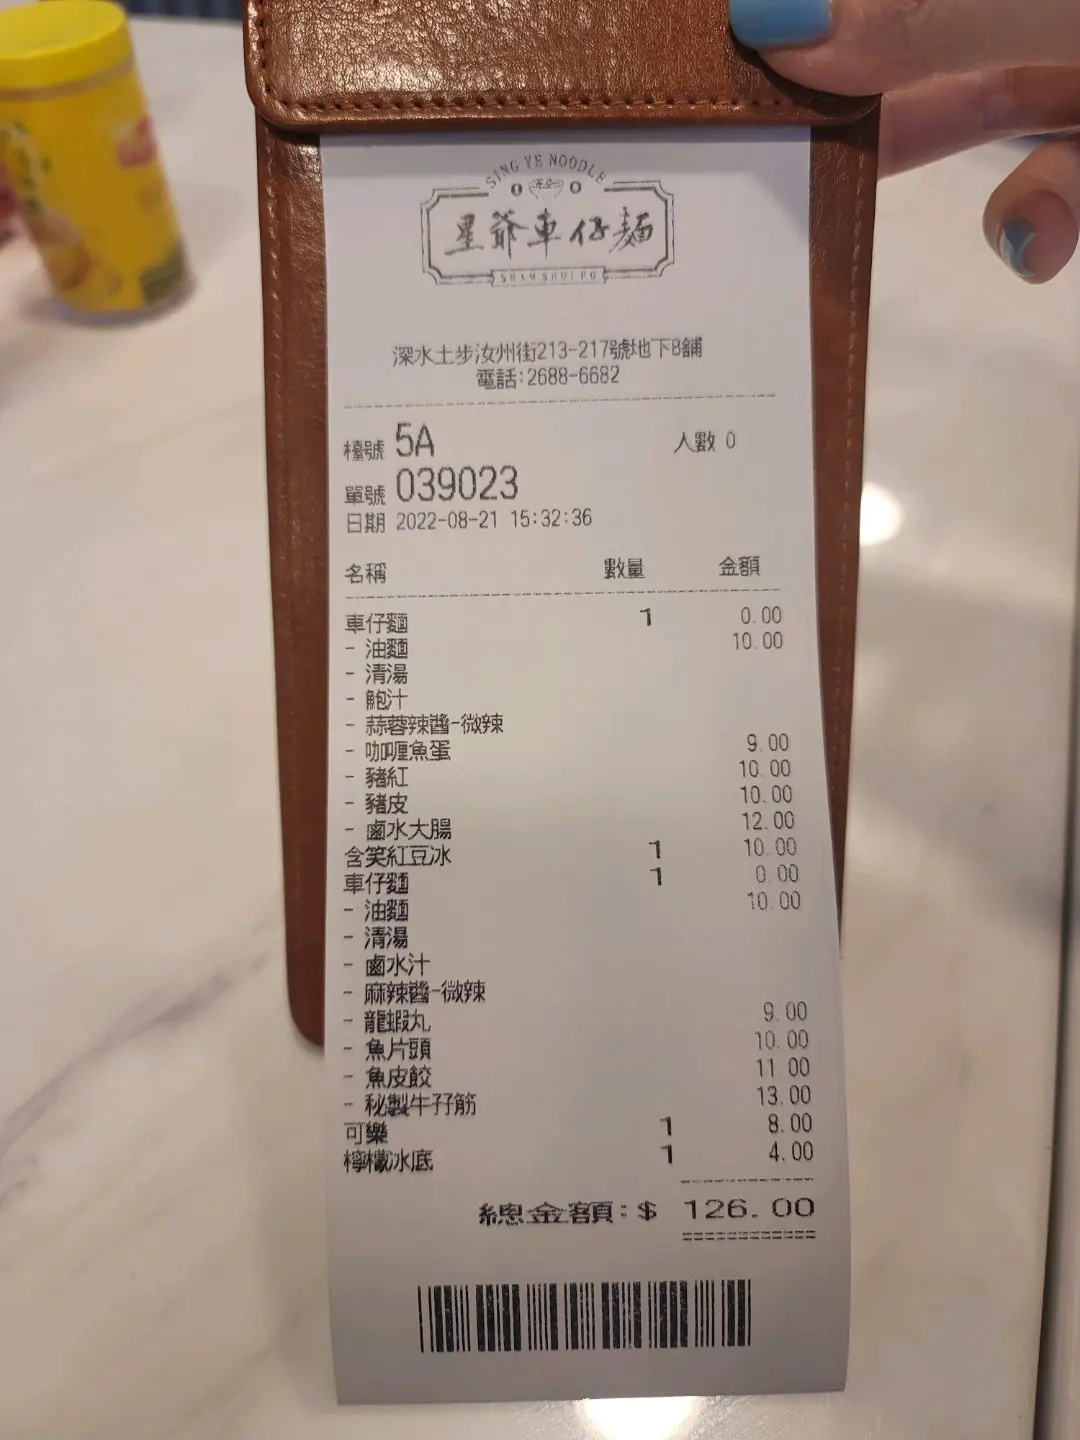 SING YE NOODLE
星爺車仔麵
SHAM SHUI PO
深水土步汝州街213-217號地下B舖
電話:2688-6682
檯號 5A 人數 0
單號 039023
日期 2022-08-21 15:32:36
名稱 數量 金額
車仔麵 1 0.00
- 油麵 10.00
- 清湯
- 鮑汁
- 蒜蓉辣醬-微辣
- 咖喱魚蛋 9.00
- 豬紅 10.00
- 豬皮 10.00
- 鹵水大腸 12.00
含笑紅豆冰 1 10.00
車仔麵 1 0.00
- 油麵 10.00
- 清湯
- 鹵水汁
- 麻辣醬-微辣
- 龍蝦丸 9.00
- 魚片頭 10.00
- 魚皮餃 11.00
- 秘製牛孖筋 13.00
可樂 1 8.00
檸檬冰底 1 4.00
總金額:$ 126.00